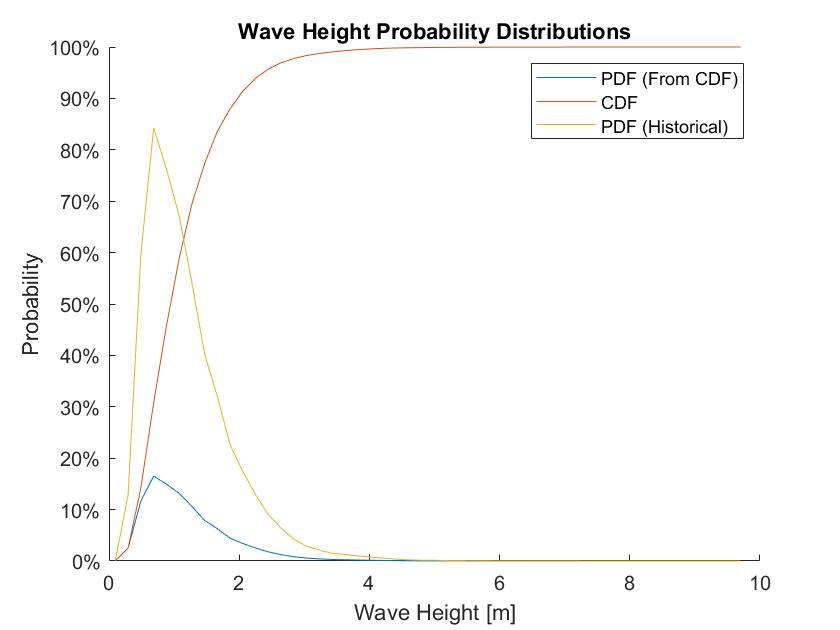 Wave Height Probability Distributions
100%
90%
80%
70%
60%
50%
40%
30%
20%
10%
0%
Probability
PDF (From CDF)
CDF
PDF (Historical)
0 2 4 6 8 10
Wave Height [m]